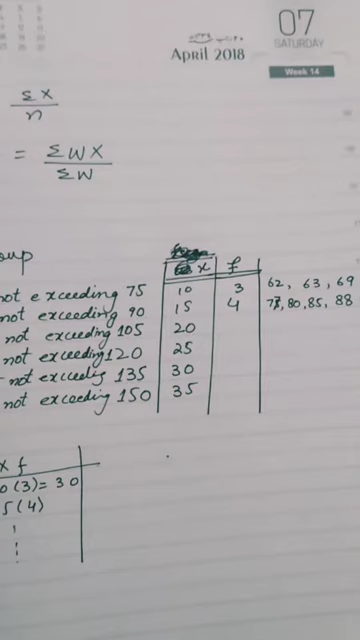 07
SATURDAY
April 2018
Week 14
ΣX
n
= ΣWX
ΣW
x f
not exceeding 75 10 3 62, 63, 69
not exceeding 90 15 4 80, 85, 88
not exceeding 105 20
not exceeding 120 25
not exceeding 135 30
not exceeding 150 35
x f
0 (3) = 30
5 (4)